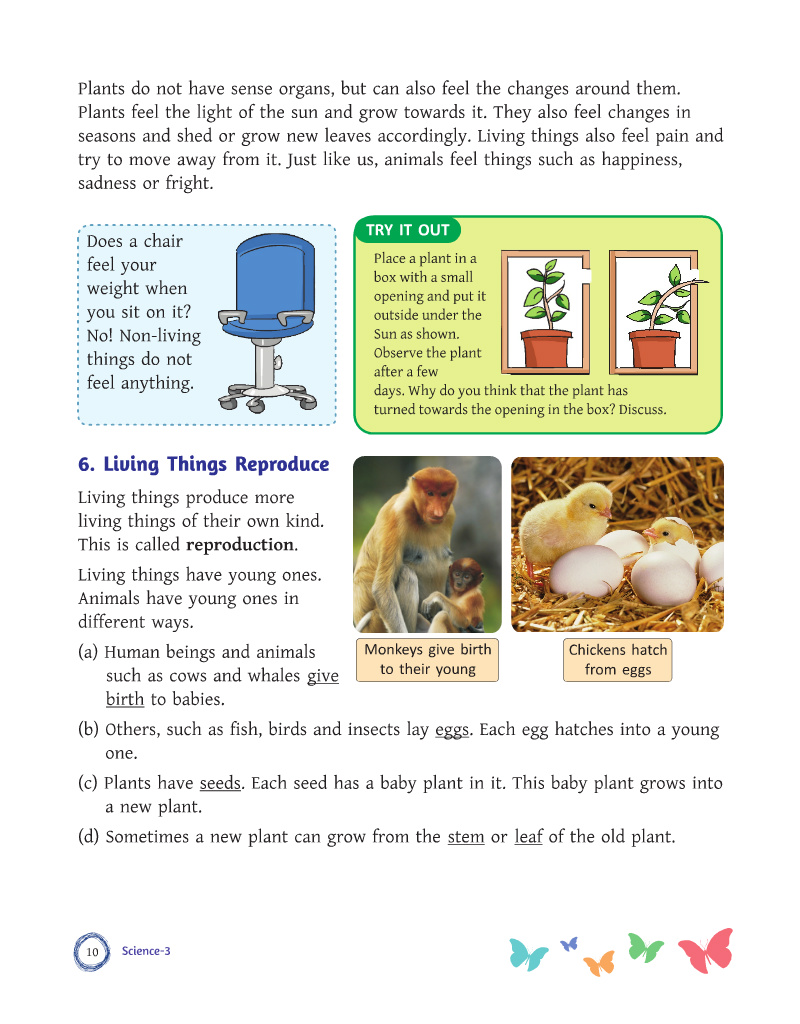 Plants do not have sense organs, but can also feel the changes around them.
Plants feel the light of the sun and grow towards it. They also feel changes in
seasons and shed or grow new leaves accordingly. Living things also feel pain and
try to move away from it. Just like us, animals feel things such as happiness,
sadness or fright.
Does a chair
feel your
weight when
you sit on it?
No! Non-living
things do not
feel anything.
TRY IT OUT
Place a plant in a
box with a small
opening and put it
outside under the
Sun as shown.
Observe the plant
after a few
days. Why do you think that the plant has
turned towards the opening in the box? Discuss.
6. Living Things Reproduce
Living things produce more
living things of their own kind.
This is called reproduction.
Living things have young ones.
Animals have young ones in
different ways.
(a) Human beings and animals
such as cows and whales give
birth to babies.
Monkeys give birth
to their young
Chickens hatch
from eggs
(b) Others, such as fish, birds and insects lay eggs. Each egg hatches into a young
one.
(c) Plants have seeds. Each seed has a baby plant in it. This baby plant grows into
a new plant.
(d) Sometimes a new plant can grow from the stem or leaf of the old plant.
10
Science-3